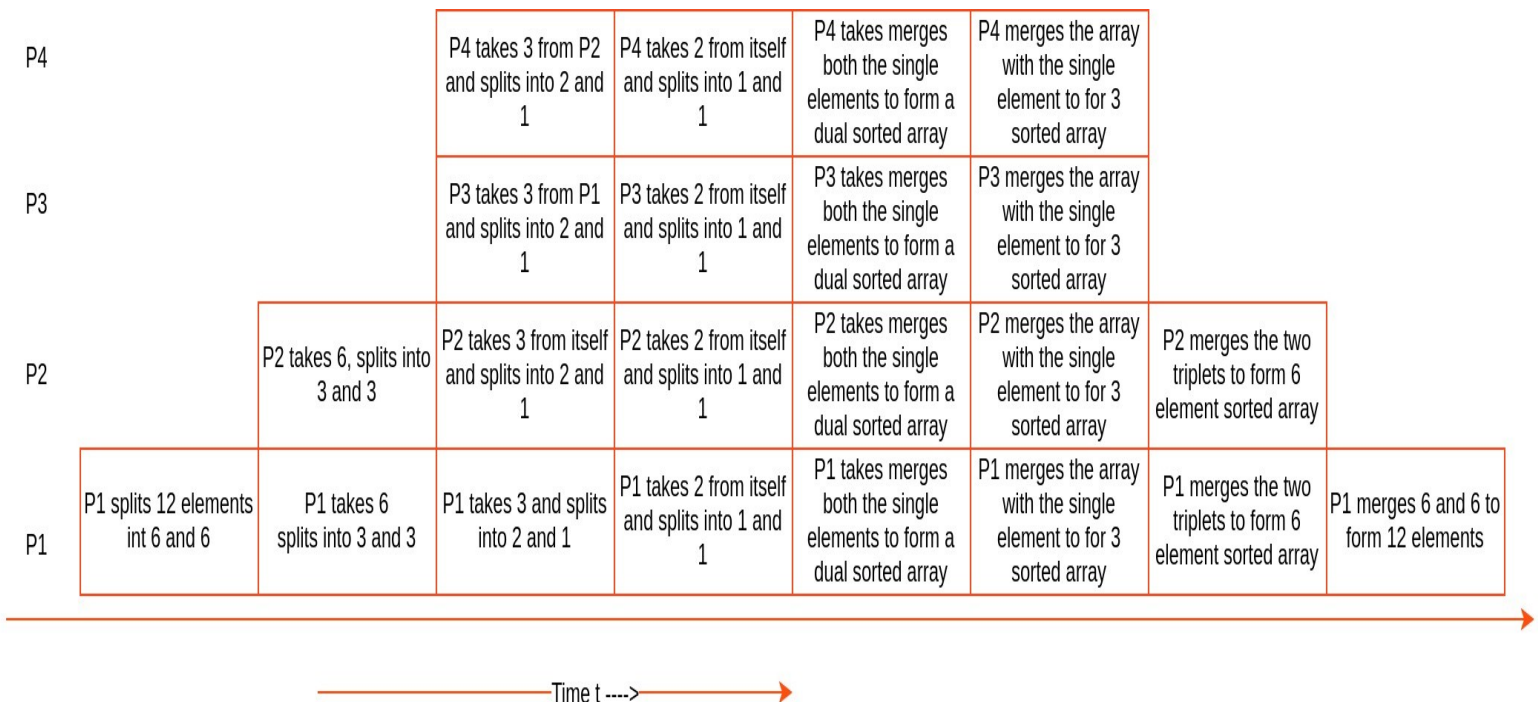 P4
P4 takes 3 from P2
and splits into 2 and
1
P4 takes 2 from itself
and splits into 1 and
1
P4 takes merges
both the single
elements to form a
dual sorted array
P4 merges the array
with the single
element to for 3
sorted array
P3
P3 takes 3 from P1
and splits into 2 and
1
P3 takes 2 from itself
and splits into 1 and
1
P3 takes merges
both the single
elements to form a
dual sorted array
P3 merges the array
with the single
element to for 3
sorted array
P2
P2 takes 6, splits into
3 and 3
P2 takes 3 from itself
and splits into 2 and
1
P2 takes 2 from itself
and splits into 1 and
1
P2 takes merges
both the single
elements to form a
dual sorted array
P2 merges the array
with the single
element to for 3
sorted array
P2 merges the two
triplets to form 6
element sorted array
P1
P1 splits 12 elements
int 6 and 6
P1 takes 6
splits into 3 and 3
P1 takes 3 and splits
into 2 and 1
P1 takes 2 from itself
and splits into 1 and
1
P1 takes merges
both the single
elements to form a
dual sorted array
P1 merges the array
with the single
element to for 3
sorted array
P1 merges the two
triplets to form 6
element sorted array
P1 merges 6 and 6 to
form 12 elements
Time t ---->